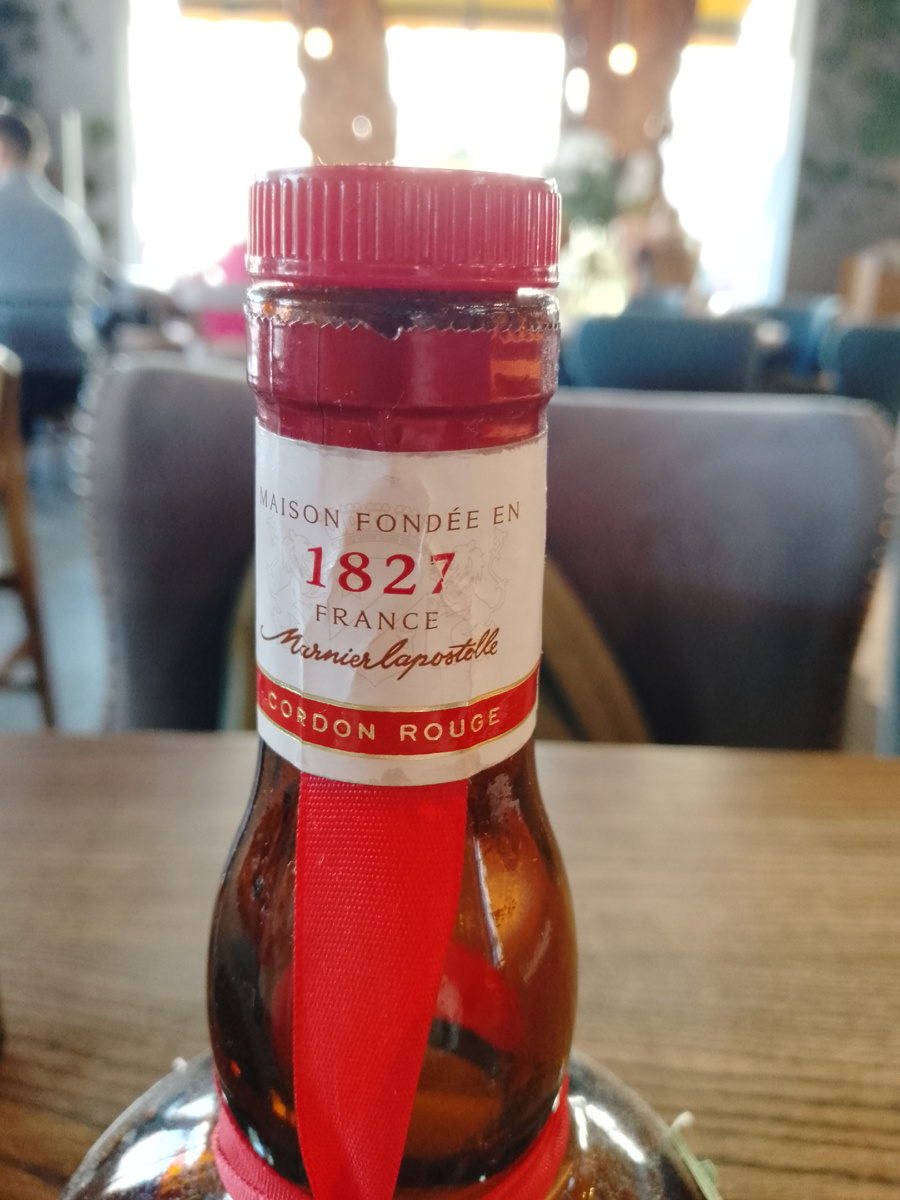 MAISON FONDÉE EN
1827
FRANCE
Marnier lapostolle
CORDON ROUGE